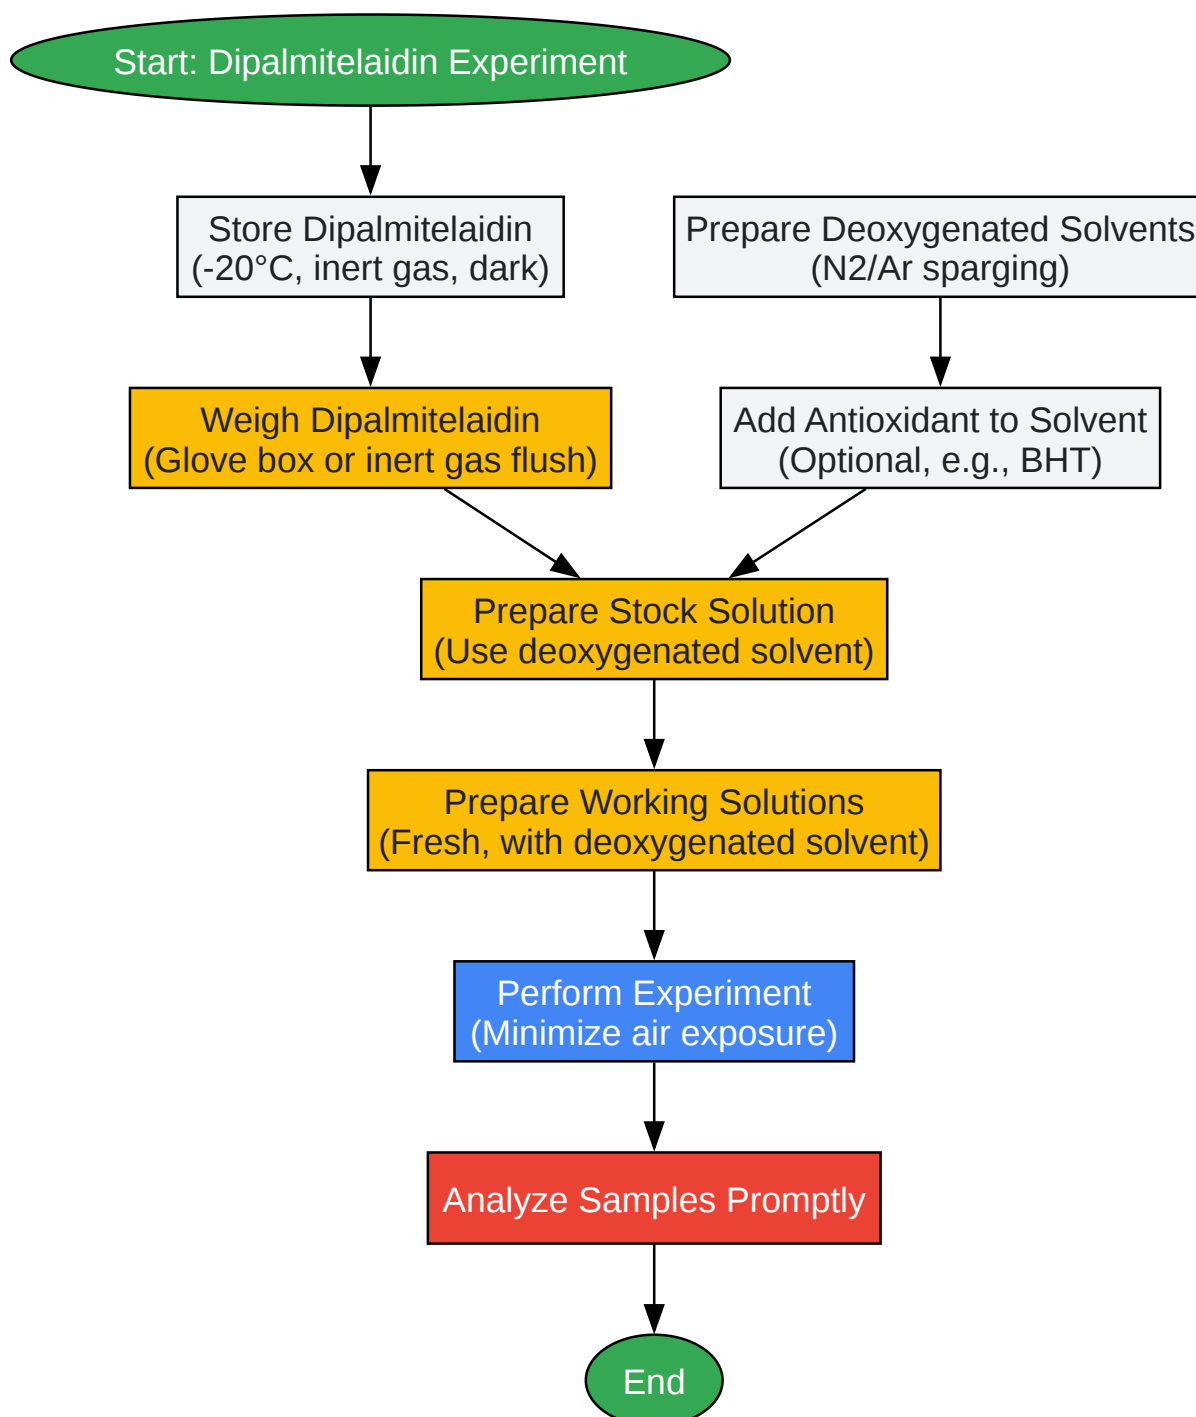 Start: Dipalmitelaidin Experiment
Store Dipalmitelaidin
(-20°C, inert gas, dark)
Prepare Deoxygenated Solvents
(N2/Ar sparging)
Weigh Dipalmitelaidin
(Glove box or inert gas flush)
Add Antioxidant to Solvent
(Optional, e.g., BHT)
Prepare Stock Solution
(Use deoxygenated solvent)
Prepare Working Solutions
(Fresh, with deoxygenated solvent)
Perform Experiment
(Minimize air exposure)
Analyze Samples Promptly
End